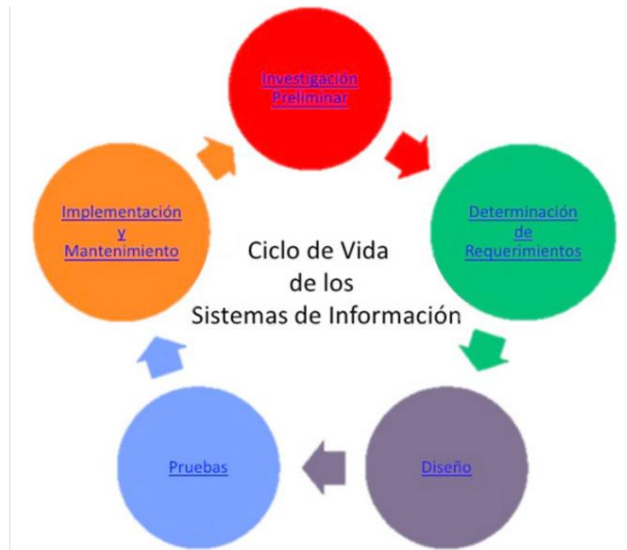 Investigación
Preliminar
Determinación
de
Requerimientos
Diseño
Pruebas
Implementación
y
Mantenimiento
Ciclo de Vida
de los
Sistemas de Información